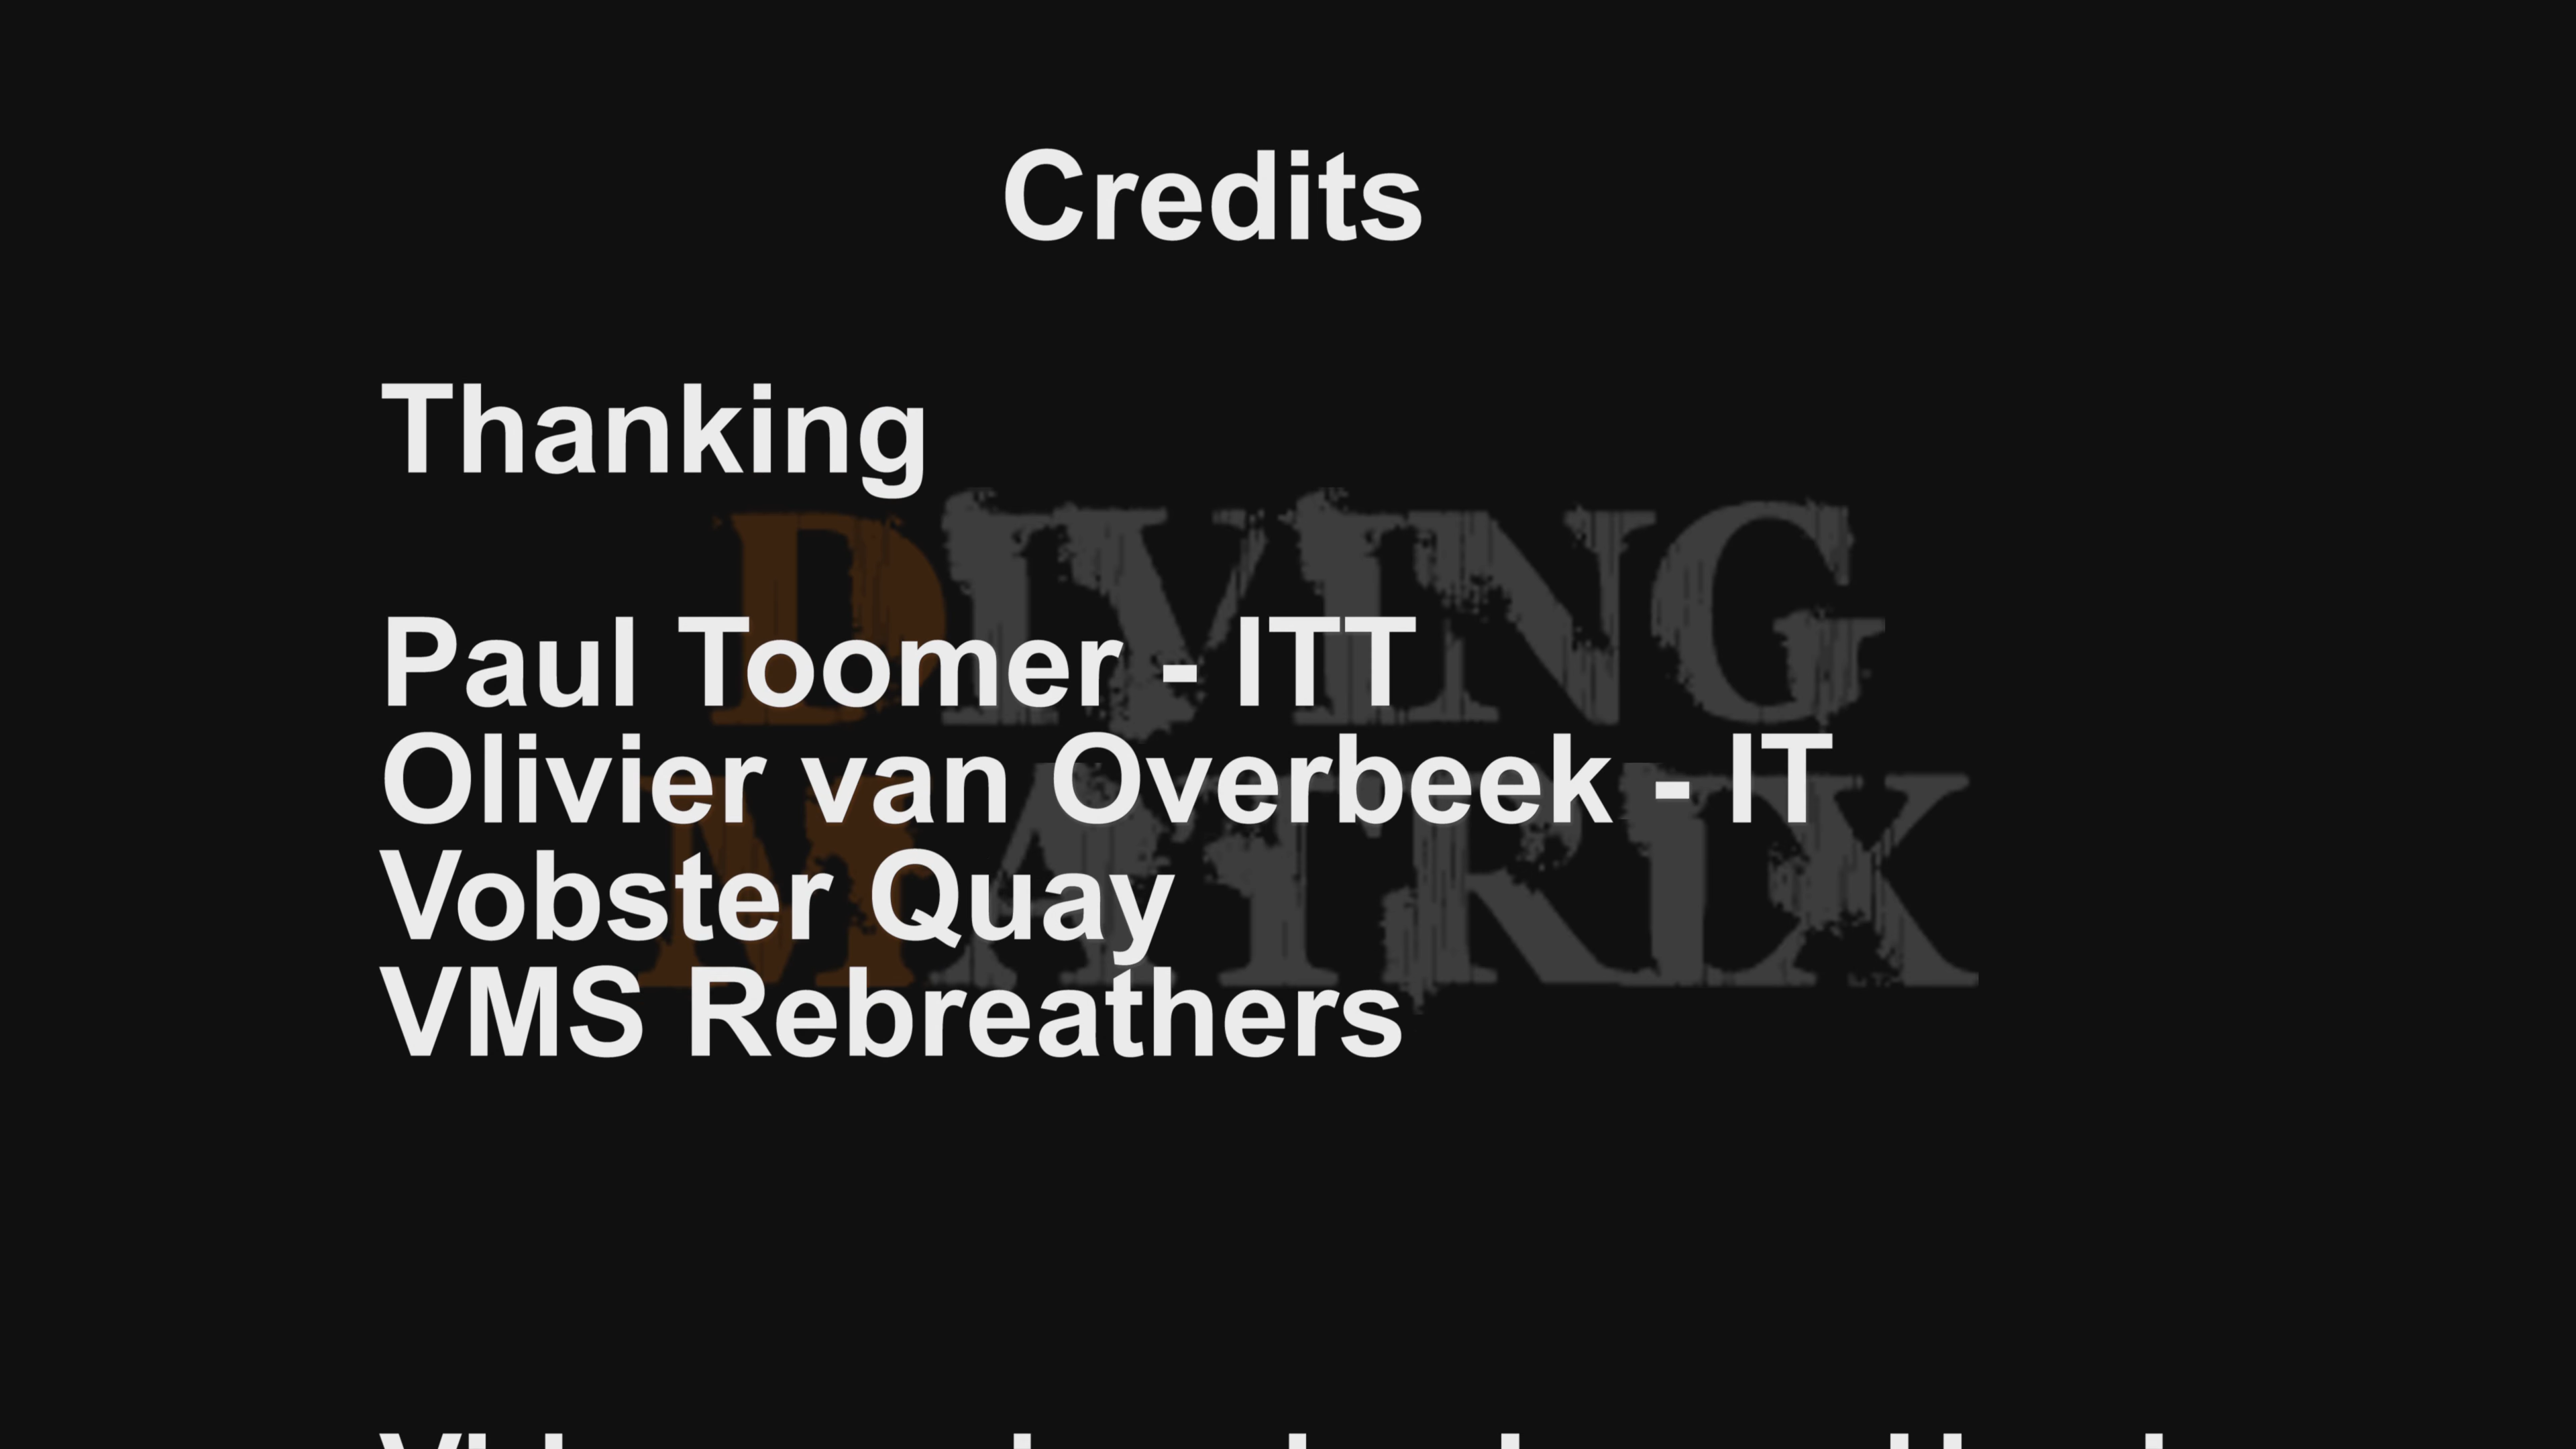 Credits
Thanking
DIVING
Paul Toomer - ITT
Olivier van Overbeek - IT
MATRIX
Vobster Quay
VMS Rebreathers